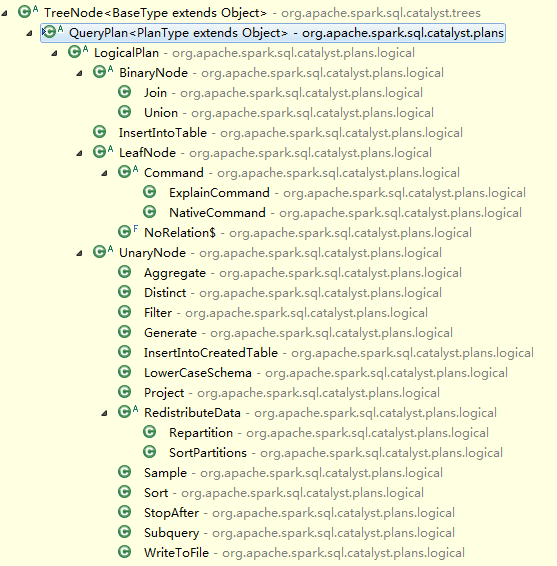 TreeNode<BaseType extends Object> - org.apache.spark.sql.catalyst.trees
QueryPlan<PlanType extends Object> - org.apache.spark.sql.catalyst.plans
LogicalPlan - org.apache.spark.sql.catalyst.plans.logical
BinaryNode - org.apache.spark.sql.catalyst.plans.logical
Join - org.apache.spark.sql.catalyst.plans.logical
Union - org.apache.spark.sql.catalyst.plans.logical
InsertIntoTable - org.apache.spark.sql.catalyst.plans.logical
LeafNode - org.apache.spark.sql.catalyst.plans.logical
Command - org.apache.spark.sql.catalyst.plans.logical
ExplainCommand - org.apache.spark.sql.catalyst.plans.logical
NativeCommand - org.apache.spark.sql.catalyst.plans.logical
NoRelation$ - org.apache.spark.sql.catalyst.plans.logical
UnaryNode - org.apache.spark.sql.catalyst.plans.logical
Aggregate - org.apache.spark.sql.catalyst.plans.logical
Distinct - org.apache.spark.sql.catalyst.plans.logical
Filter - org.apache.spark.sql.catalyst.plans.logical
Generate - org.apache.spark.sql.catalyst.plans.logical
InsertIntoCreatedTable - org.apache.spark.sql.catalyst.plans.logical
LowerCaseSchema - org.apache.spark.sql.catalyst.plans.logical
Project - org.apache.spark.sql.catalyst.plans.logical
RedistributeData - org.apache.spark.sql.catalyst.plans.logical
Repartition - org.apache.spark.sql.catalyst.plans.logical
SortPartitions - org.apache.spark.sql.catalyst.plans.logical
Sample - org.apache.spark.sql.catalyst.plans.logical
Sort - org.apache.spark.sql.catalyst.plans.logical
StopAfter - org.apache.spark.sql.catalyst.plans.logical
Subquery - org.apache.spark.sql.catalyst.plans.logical
WriteToFile - org.apache.spark.sql.catalyst.plans.logical